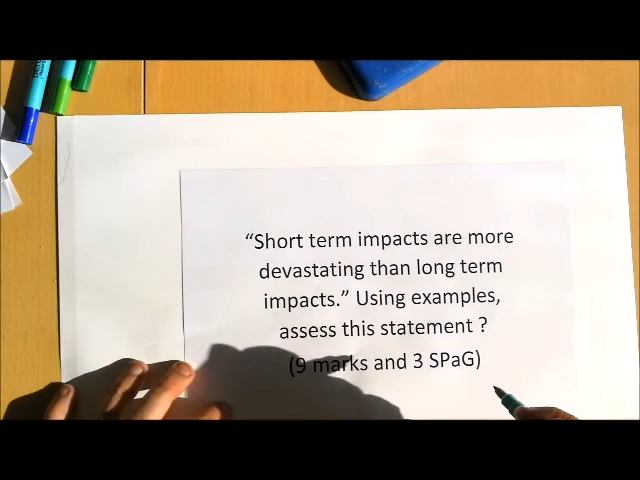 “Short term impacts are more
devastating than long term
impacts.” Using examples,
assess this statement ?
(9 marks and 3 SPaG)